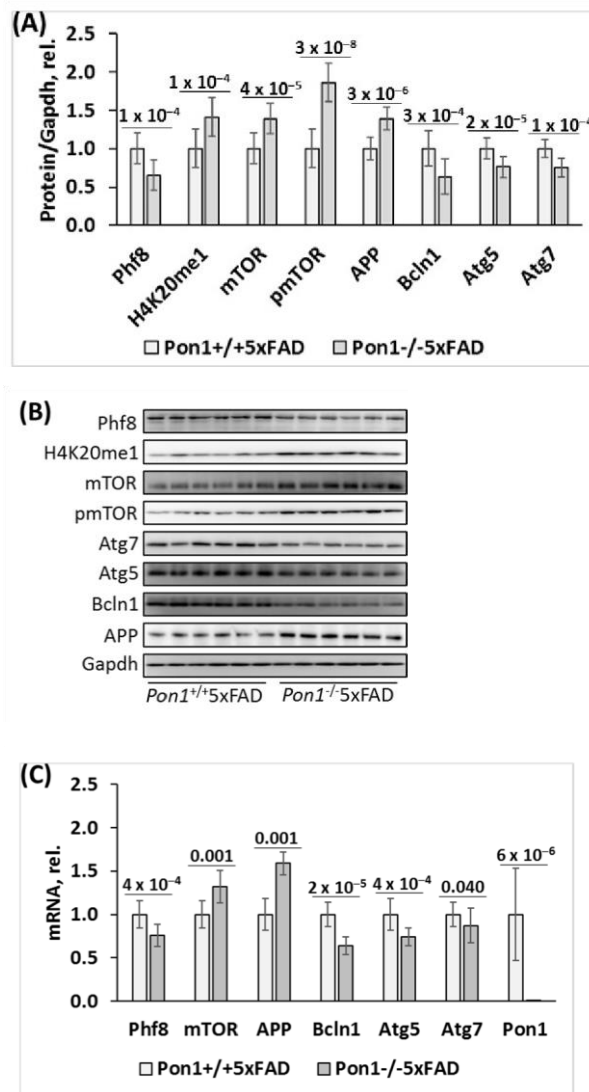 (A)
Protein/Gapdh, rel.
2.5
2.0
1.5
1.0
0.5
0.0
1 x 10⁻⁴
1 x 10⁻⁴
4 x 10⁻⁵
3 x 10⁻⁸
3 x 10⁻⁶
3 x 10⁻⁴
2 x 10⁻⁵
1 x 10⁻⁴
Phf8
H4K20me1
mTOR
pmTOR
APP
Bcln1
Atg5
Atg7
Pon1+/+5xFAD
Pon1-/-5xFAD
(B)
Phf8
H4K20me1
mTOR
pmTOR
Atg7
Atg5
Bcln1
APP
Gapdh
Pon1⁺/⁺5xFAD
Pon1⁻/⁻5xFAD
(C)
mRNA, rel.
2.5
2.0
1.5
1.0
0.5
0.0
4 x 10⁻⁴
0.001
0.001
2 x 10⁻⁵
4 x 10⁻⁴
0.040
6 x 10⁻⁶
Phf8 mTOR APP Bcln1 Atg5 Atg7 Pon1
Pon1+/+5xFAD
Pon1-/-5xFAD